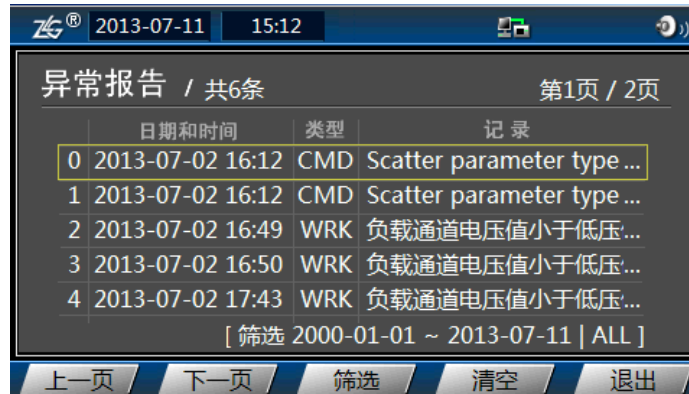 ZLG® 2013-07-11 15:12
异常报告 / 共6条 第1页 / 2页
日期和时间 类型 记 录
0 2013-07-02 16:12 CMD Scatter parameter type ...
1 2013-07-02 16:12 CMD Scatter parameter type ...
2 2013-07-02 16:49 WRK 负载通道电压值小于低压...
3 2013-07-02 16:50 WRK 负载通道电压值小于低压...
4 2013-07-02 17:43 WRK 负载通道电压值小于低压...
[ 筛选 2000-01-01 ~ 2013-07-11 | ALL ]
上一页 下一页 筛选 清空 退出